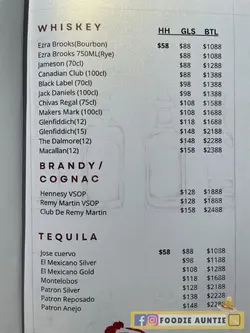 WHISKEY HH GLS BTL
Ezra Brooks(Bourbon) $58 $88 $1088
Ezra Brooks 750ML(Rye) $88 $1088
Jameson (70cl) $88 $1088
Canadian Club (100cl) $88 $1388
Black Label (70cl) $98 $1388
Jack Daniels (100cl) $98 $1388
Chivas Regal (75cl) $108 $1588
Makers Mark (100cl) $108 $1688
Glenfiddich(12) $118 $1688
Glenfiddich(15) $148 $2188
The Dalmore(12) $148 $2288
Macallan(12) $158 $2388
BRANDY/
COGNAC
Hennesy VSOP $128 $1888
Remy Martin VSOP $128 $1888
Club De Remy Martin $158 $2488
TEQUILA
Jose cuervo $58 $88 $1088
El Mexicano Silver $98 $1188
El Mexicano Gold $108 $1288
Montelobos $108 $1688
Patron Silver $128 $1888
Patron Reposado $138 $2228
Patron Anejo $148
FOODIE AUNTIE